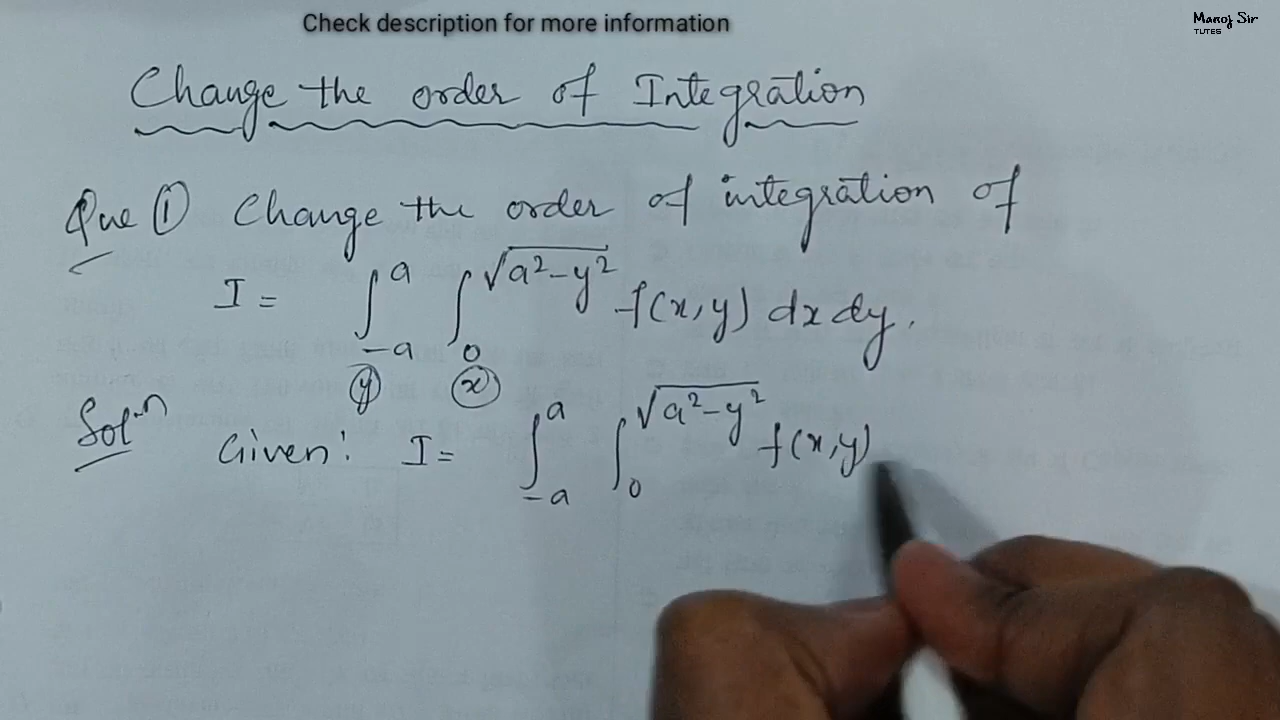 Check description for more information
Manoj Sir
TUTES
Change the order of Integration
Que ① Change the order of integration of
I = ∫_{-a}^{a} ∫_{0}^{√(a²-y²)} f(x,y) dx dy.
ⓨ ⓧ
Solⁿ Given: I = ∫_{-a}^{a} ∫_{0}^{√(a²-y²)} f(x,y)